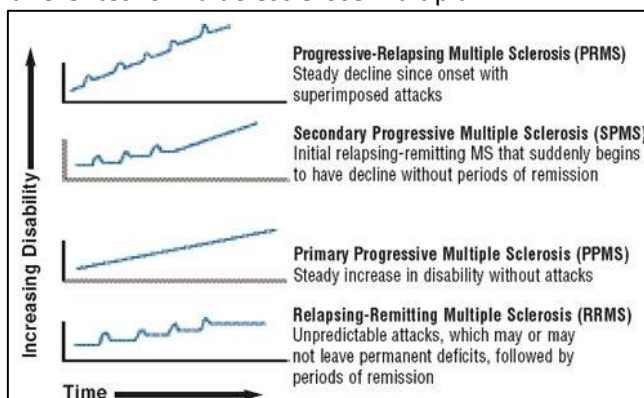 Progressive-Relapsing Multiple Sclerosis (PRMS)
Steady decline since onset with
superimposed attacks
Secondary Progressive Multiple Sclerosis (SPMS)
Initial relapsing-remitting MS that suddenly begins
to have decline without periods of remission
Primary Progressive Multiple Sclerosis (PPMS)
Steady increase in disability without attacks
Relapsing-Remitting Multiple Sclerosis (RRMS)
Unpredictable attacks, which may or may
not leave permanent deficits, followed by
periods of remission
Increasing Disability
Time